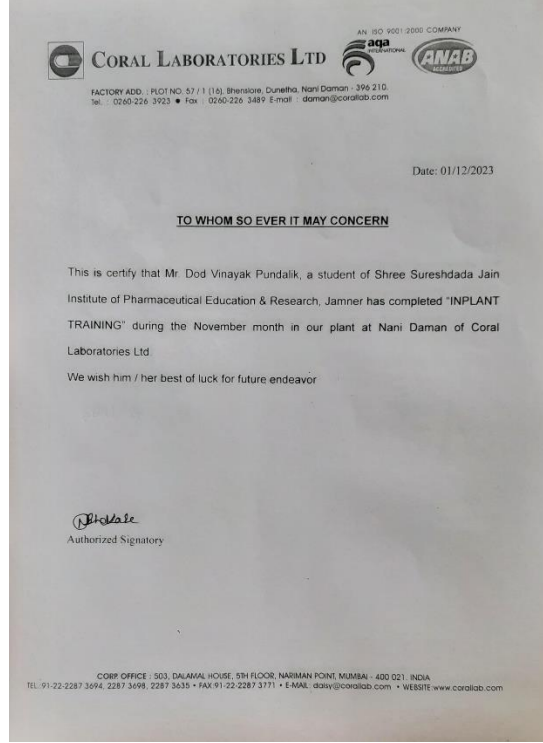 AN ISO 9001:2000 COMPANY
CORAL LABORATORIES LTD
aqa
INTERNATIONAL
ANAB
ACCREDITED
FACTORY ADD. : PLOT NO. 57 / 1 (16), Bhenslore, Dunetha, Nani Daman - 396 210.
Tel. : 0260-226 3923 ● Fax : 0260-226 3489 E-mail : daman@corallab.com
Date: 01/12/2023
TO WHOM SO EVER IT MAY CONCERN
This is certify that Mr. Dod Vinayak Pundalik, a student of Shree Sureshdada Jain
Institute of Pharmaceutical Education & Research, Jamner has completed “INPLANT
TRAINING” during the November month in our plant at Nani Daman of Coral
Laboratories Ltd.
We wish him / her best of luck for future endeavor
Authorized Signatory
CORP. OFFICE : 503, DALAMAL HOUSE, 5TH FLOOR, NARIMAN POINT, MUMBAI - 400 021. INDIA
TEL.:91-22-2287 3694, 2287 3698, 2287 3635 • FAX:91-22-2287 3771 • E-MAIL: daisy@corallab.com • WEBSITE:www.corallab.com